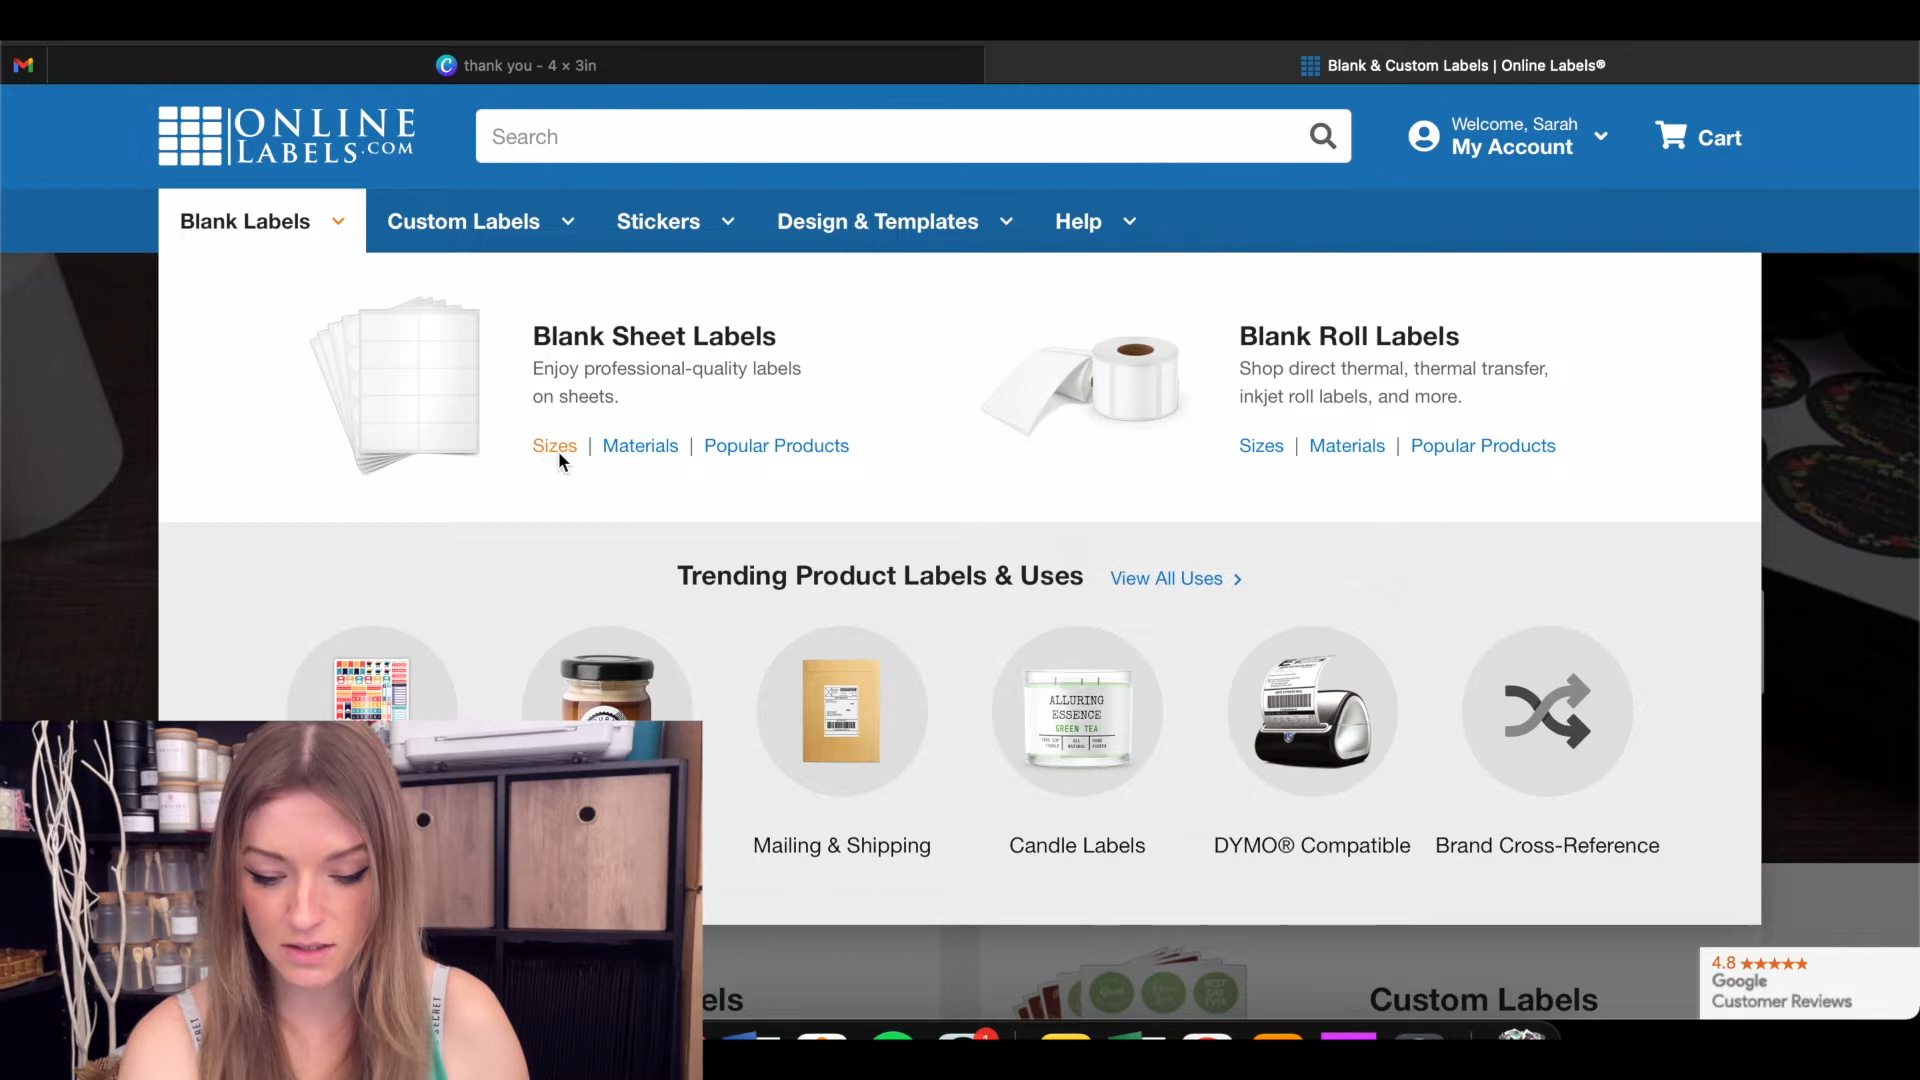 thank you - 4 × 3in
Blank & Custom Labels | Online Labels®
ONLINE
LABELS.COM
Search
Welcome, Sarah
My Account
Cart
Blank Labels
Custom Labels
Stickers
Design & Templates
Help
Blank Sheet Labels
Enjoy professional-quality labels
on sheets.
Sizes | Materials | Popular Products
Blank Roll Labels
Shop direct thermal, thermal transfer,
inkjet roll labels, and more.
Sizes | Materials | Popular Products
Trending Product Labels & Uses
View All Uses
ALLURING
ESSENCE
GREEN TEA
Mailing & Shipping
Candle Labels
DYMO® Compatible
Brand Cross-Reference
4.8 ★★★★★
Google
Customer Reviews
els
Custom Labels
1